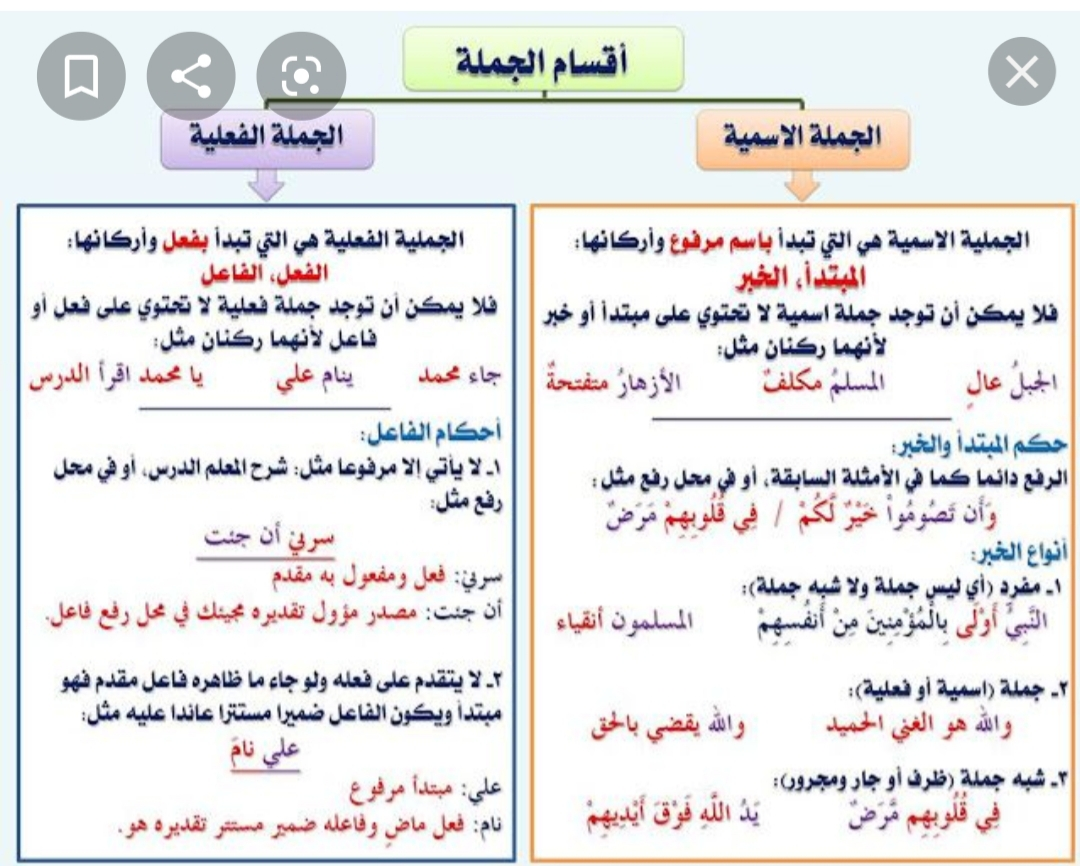 أقسام الجملة
الجملة الاسمية
الجملية الاسمية هي التي تبدأ باسم مرفوع وأركانها:
المبتدأ، الخبر
فلا يمكن أن توجد جملة اسمية لا تحتوي على مبتدأ أو خبر
لأنهما ركنان مثل:
الجبلُ عالٍ المسلمُ مكلفٌ الأزهارُ متفتحةٌ
حكم المبتدأ والخبر:
الرفع دائما كما في الأمثلة السابقة، أو في محل رفع مثل:
وَأَن تَصُومُواْ خَيْرٌ لَّكُمْ / فِي قُلُوبِهِمْ مَرَضٌ
أنواع الخبر:
١ـ مفرد (أي ليس جملة ولا شبه جملة):
النَّبِيُّ أَوْلَى بِالْمُؤْمِنِينَ مِنْ أَنفُسِهِمْ المسلمون أتقياء
٢ـ جملة (اسمية أو فعلية):
والله هو الغني الحميد والله يقضي بالحق
٣ـ شبه جملة (ظرف أو جار ومجرور):
فِي قُلُوبِهِم مَّرَضٌ يَدُ اللَّهِ فَوْقَ أَيْدِيهِمْ
الجملة الفعلية
الجملية الفعلية هي التي تبدأ بفعل وأركانها:
الفعل، الفاعل
فلا يمكن أن توجد جملة فعلية لا تحتوي على فعل أو
فاعل لأنهما ركنان مثل:
جاء محمد ينام علي يا محمد اقرأ الدرس
أحكام الفاعل:
١ـ لا يأتي إلا مرفوعا مثل: شرح المعلم الدرس، أو في محل
رفع مثل:
سرني أن جئت
سرني: فعل ومفعول به مقدم
أن جئت: مصدر مؤول تقديره مجيئك في محل رفع فاعل.
٢ـ لا يتقدم على فعله ولو جاء ما ظاهره فاعل مقدم فهو
مبتدأ ويكون الفاعل ضميرا مستترا عائدا عليه مثل:
علي نامَ
علي: مبتدأ مرفوع
نام: فعل ماض وفاعله ضمير مستتر تقديره هو.